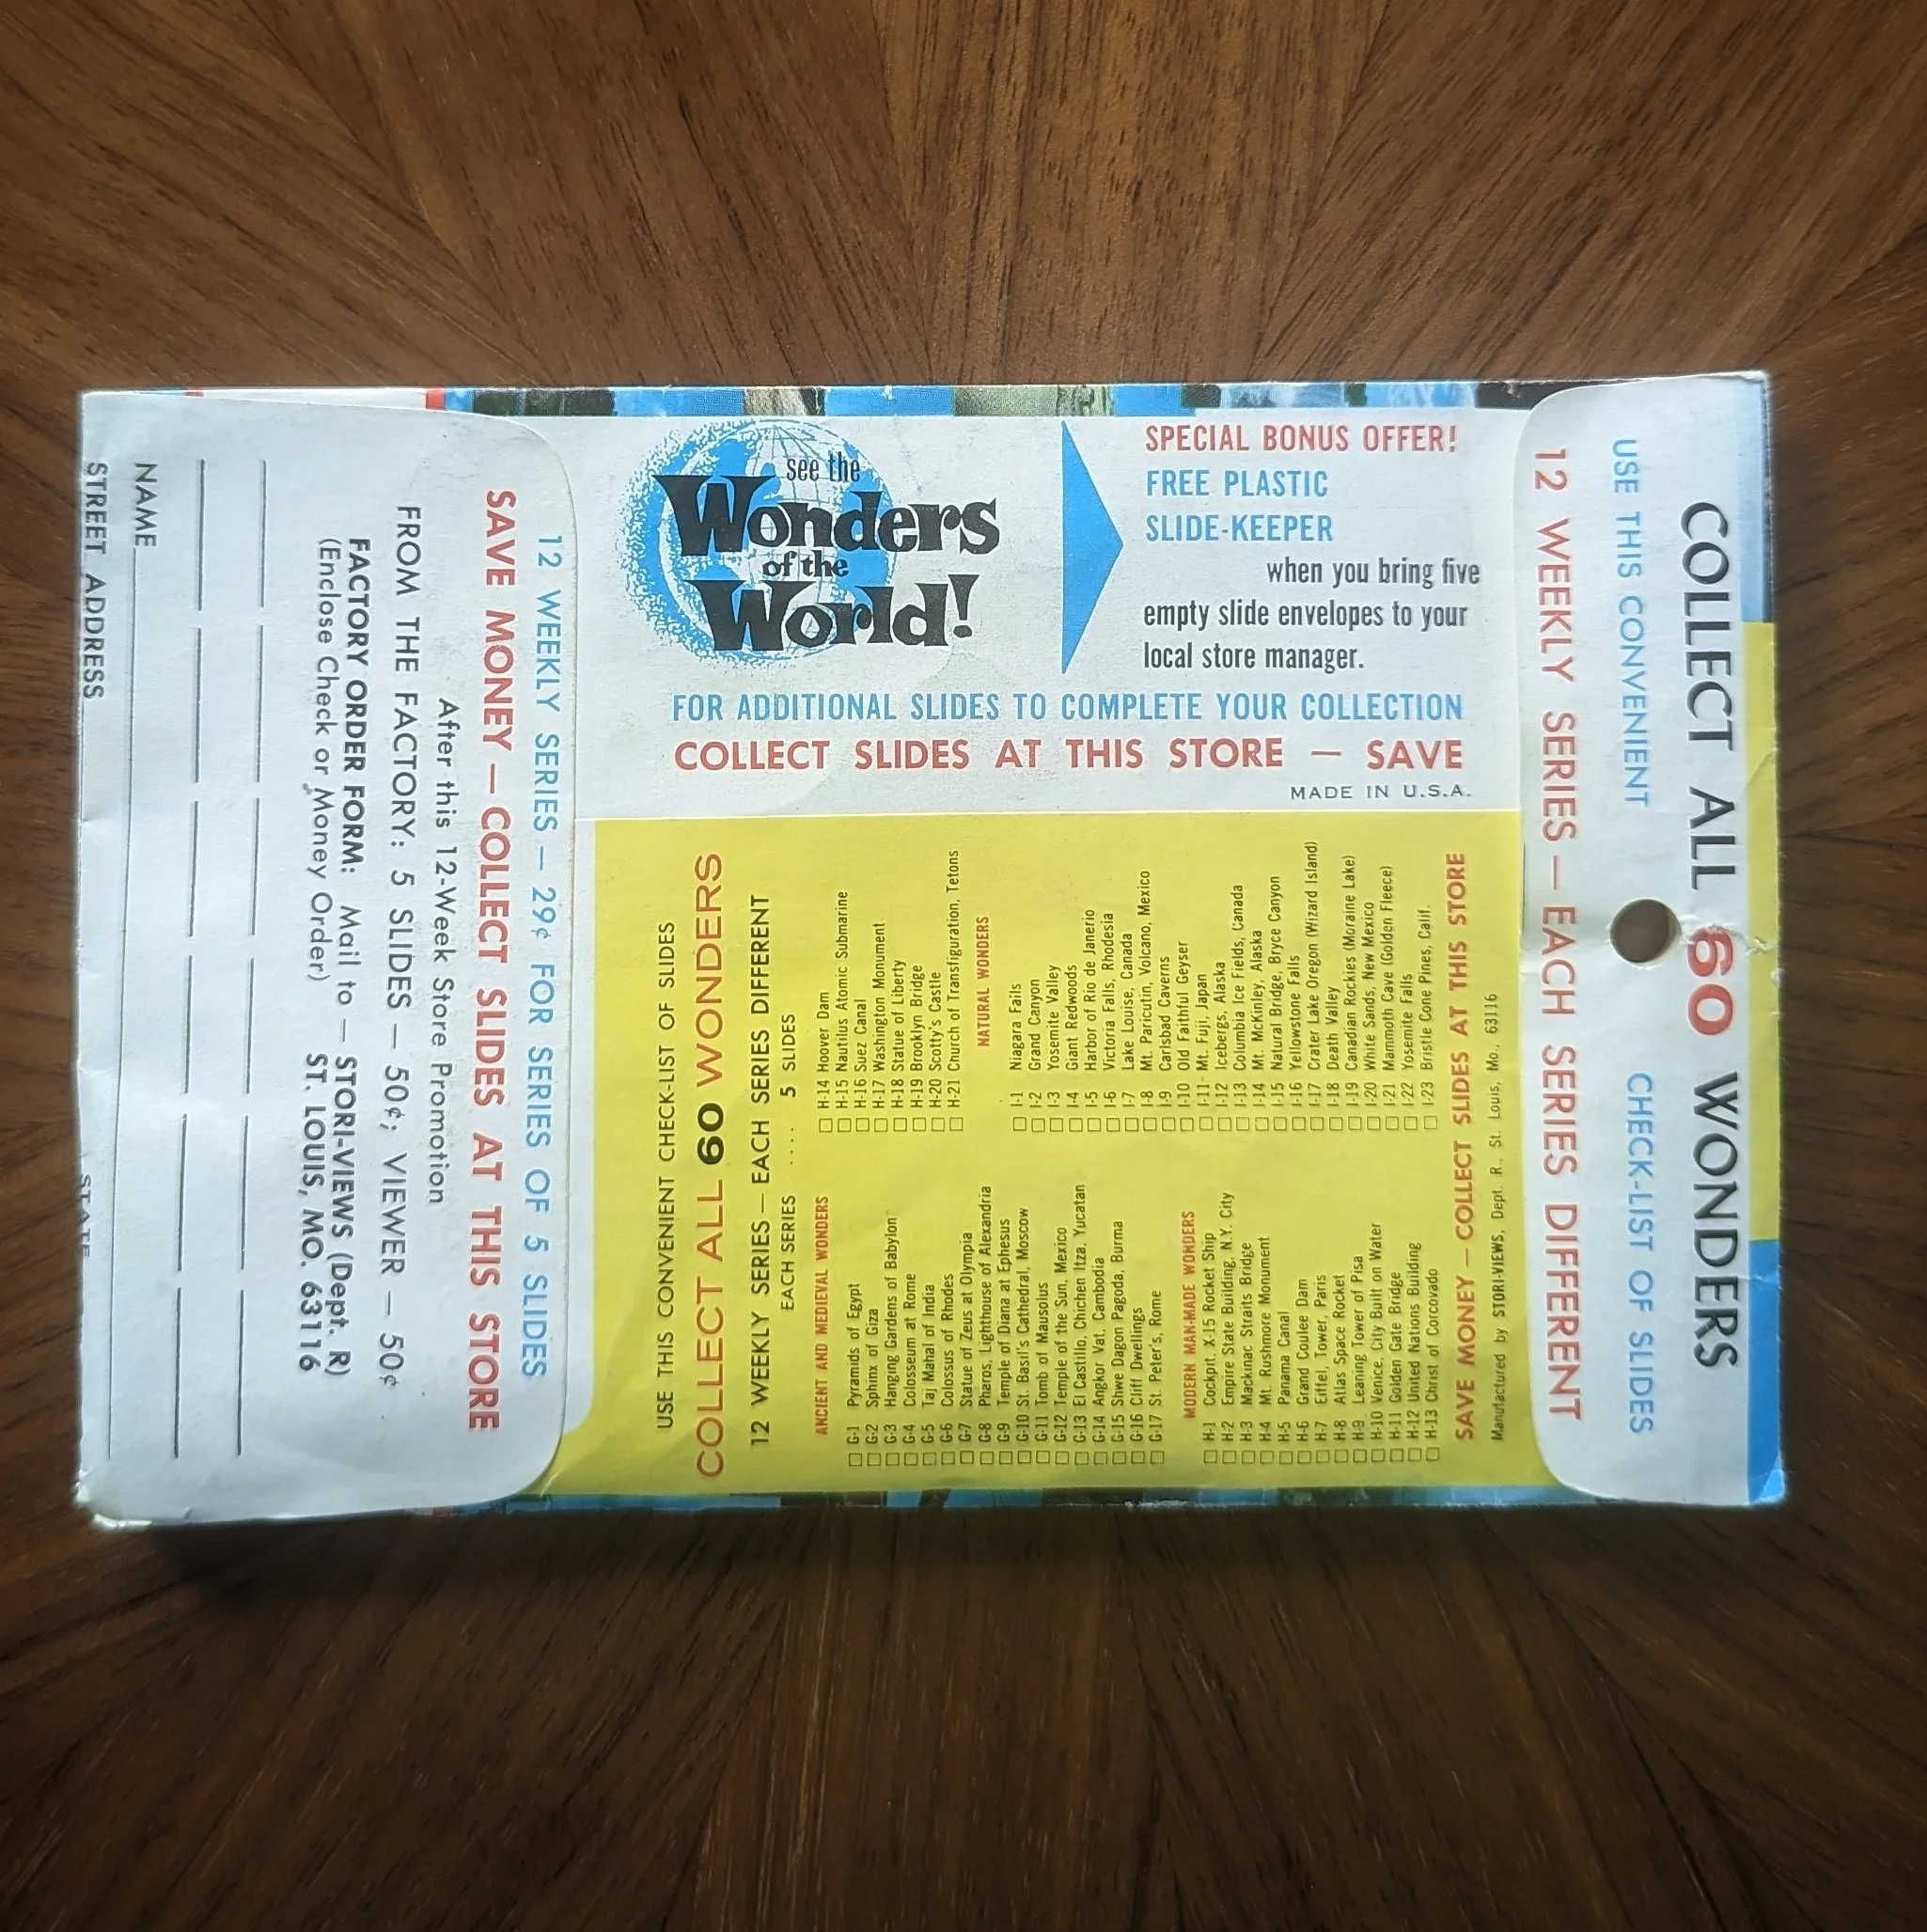 see the
Wonders
of the
World!
SPECIAL BONUS OFFER!
FREE PLASTIC
SLIDE-KEEPER
when you bring five
empty slide envelopes to your
local store manager.
FOR ADDITIONAL SLIDES TO COMPLETE YOUR COLLECTION
COLLECT SLIDES AT THIS STORE — SAVE
MADE IN U.S.A.
USE THIS CONVENIENT CHECK-LIST OF SLIDES
COLLECT ALL 60 WONDERS
12 WEEKLY SERIES — EACH SERIES DIFFERENT
EACH SERIES .... 5 SLIDES
ANCIENT AND MEDIEVAL WONDERS
G-1 Pyramids of Egypt
G-2 Sphinx of Giza
G-3 Hanging Gardens of Babylon
G-4 Colosseum at Rome
G-5 Taj Mahal of India
G-6 Colossus of Rhodes
G-7 Statue of Zeus at Olympia
G-8 Pharos, Lighthouse of Alexandria
G-9 Temple of Diana at Ephesus
G-10 St. Basil's Cathedral, Moscow
G-11 Tomb of Mausolus
G-12 Temple of the Sun, Mexico
G-13 El Castillo, Chichen Itza, Yucatan
G-14 Angkor Vat, Cambodia
G-15 Shwe Dagon Pagoda, Burma
G-16 Cliff Dwellings
G-17 St. Peter's, Rome
MODERN MAN-MADE WONDERS
H-1 Cockpit, X-15 Rocket Ship
H-2 Empire State Building, N.Y. City
H-3 Mackinac Straits Bridge
H-4 Mt. Rushmore Monument
H-5 Panama Canal
H-6 Grand Coulee Dam
H-7 Eiffel, Tower, Paris
H-8 Atlas Space Rocket
H-9 Leaning Tower of Pisa
H-10 Venice, City Built on Water
H-11 Golden Gate Bridge
H-12 United Nations Building
H-13 Christ of Corcovado
H-14 Hoover Dam
H-15 Nautilus Atomic Submarine
H-16 Suez Canal
H-17 Washington Monument
H-18 Statue of Liberty
H-19 Brooklyn Bridge
H-20 Scotty's Castle
H-21 Church of Transfiguration, Tetons
NATURAL WONDERS
I-1 Niagara Falls
I-2 Grand Canyon
I-3 Yosemite Valley
I-4 Giant Redwoods
I-5 Harbor of Rio de Janerio
I-6 Victoria Falls, Rhodesia
I-7 Lake Louise, Canada
I-8 Mt. Paricutin, Volcano, Mexico
I-9 Carlsbad Caverns
I-10 Old Faithful Geyser
I-11- Mt. Fuji, Japan
I-12 Icebergs, Alaska
I-13 Columbia Ice Fields, Canada
I-14 Mt. McKinley, Alaska
I-15 Natural Bridge, Bryce Canyon
I-16 Yellowstone Falls
I-17 Crater Lake Oregon (Wizard Island)
I-18 Death Valley
I-19 Canadian Rockies (Moraine Lake)
I-20 White Sands, New Mexico
I-21 Mammoth Cave (Golden Fleece)
I-22 Yosemite Falls
I-23 Bristle Cone Pines, Calif.
SAVE MONEY — COLLECT SLIDES AT THIS STORE
Manufactured by STORI-VIEWS, Dept. R., St. Louis, Mo., 63116
COLLECT ALL 60 WONDERS
USE THIS CONVENIENT CHECK-LIST OF SLIDES
12 WEEKLY SERIES — EACH SERIES DIFFERENT
12 WEEKLY SERIES — 29¢ FOR SERIES OF 5 SLIDES
SAVE MONEY — COLLECT SLIDES AT THIS STORE
After this 12-Week Store Promotion
FROM THE FACTORY: 5 SLIDES — 50¢; VIEWER — 50¢
FACTORY ORDER FORM: Mail to — STORI-VIEWS (Dept. R)
(Enclose Check or Money Order) ST. LOUIS, MO. 63116
NAME
STREET ADDRESS
STATE